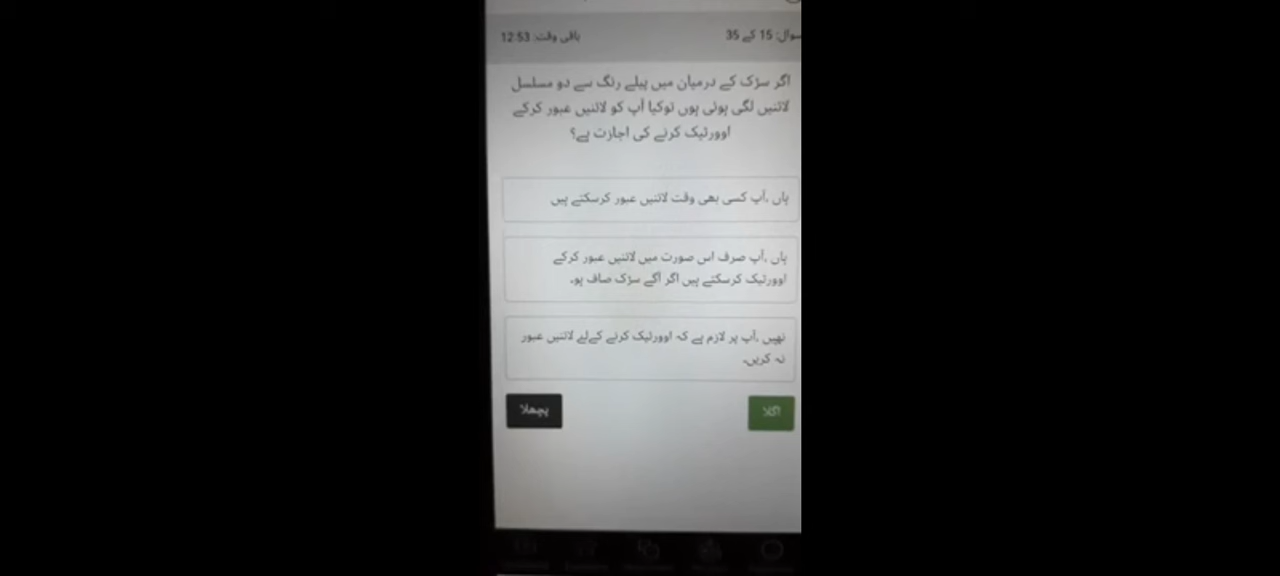 سوال: 15 کے 35
باقی وقت: 12:53
اگر سڑک کے درمیان میں پیلے رنگ سے دو مسلسل
لائنیں لگی ہوئی ہوں توکیا آپ کو لائنیں عبور کرکے
اوورٹیک کرنے کی اجازت ہے؟
ہاں ،آپ کسی بھی وقت لائنیں عبور کرسکتے ہیں
ہاں ،آپ صرف اس صورت میں لائنیں عبور کرکے
اوورٹیک کرسکتے ہیں اگر آگے سڑک صاف ہو۔
نھیں ،آپ پر لازم ہے کہ اوورٹیک کرنے کےلئے لائنیں عبور
نہ کریں۔
اگلا
پچھلا